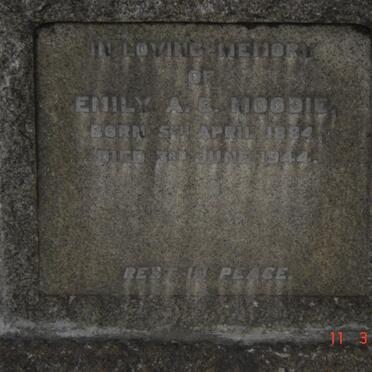 IN LOVING MEMORY
OF
EMILY A. C. MOODIE,
BORN 5TH APRIL 1884
DIED 3RD JUNE 1944.
REST IN PEACE.
11 3